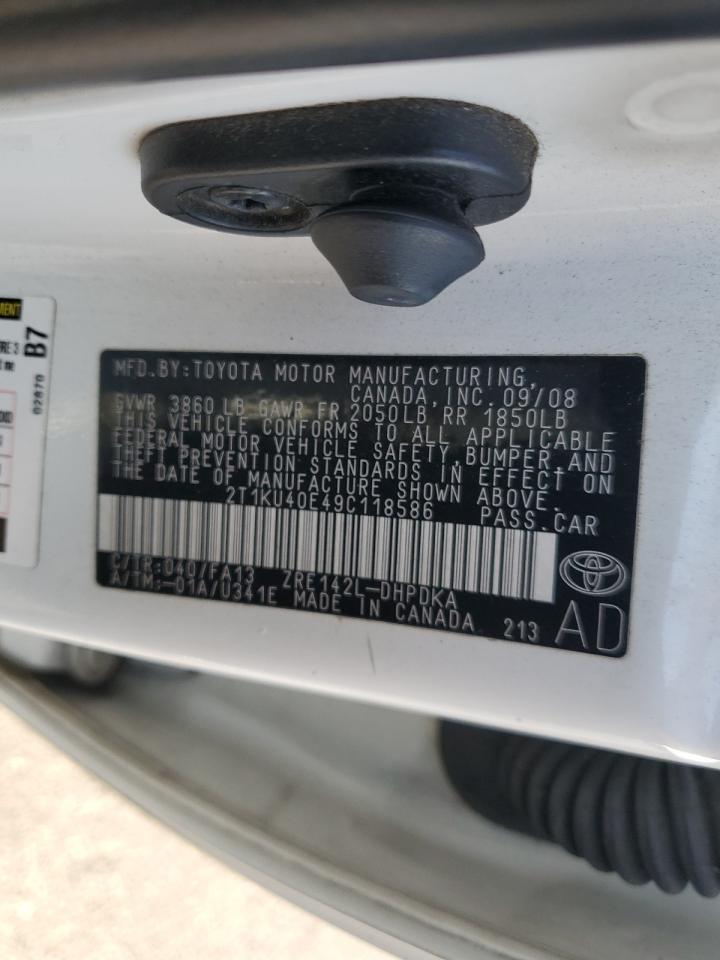 MFD.BY:TOYOTA MOTOR MANUFACTURING,
CANADA, INC. 09/08
GVWR 3860 LB GAWR FR 2050LB RR 1850LB
THIS VEHICLE CONFORMS TO ALL APPLICABLE
FEDERAL MOTOR VEHICLE SAFETY, BUMPER, AND
THEFT PREVENTION STANDARDS IN EFFECT ON
THE DATE OF MANUFACTURE SHOWN ABOVE.
2T1KU40E49C118586 PASS.CAR
C/TR:040/FA13 ZRE142L-DHPDKA
A/TM:-01A/U341E MADE IN CANADA 213 AD
B7
02870